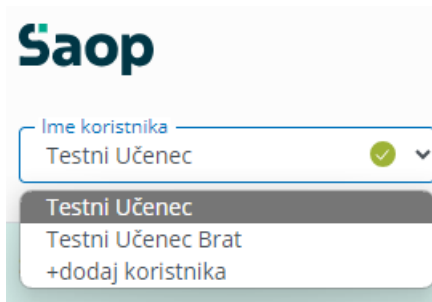 Saop
Ime koristnika
Testni Učenec
Testni Učenec
Testni Učenec Brat
+dodaj koristnika